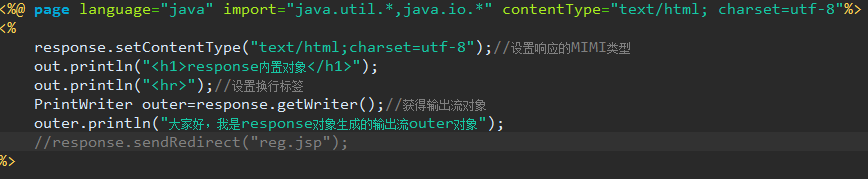 <%@ page language="java" import="java.util.*,java.io.*" contentType="text/html; charset=utf-8"%>
<%
response.setContentType("text/html;charset=utf-8");//设置响应的MIMI类型
out.println("<h1>response内置对象</h1>");
out.println("<hr>");//设置换行标签
PrintWriter outer=response.getWriter();//获得输出流对象
outer.println("大家好，我是response对象生成的输出流outer对象");
//response.sendRedirect("reg.jsp");
%>